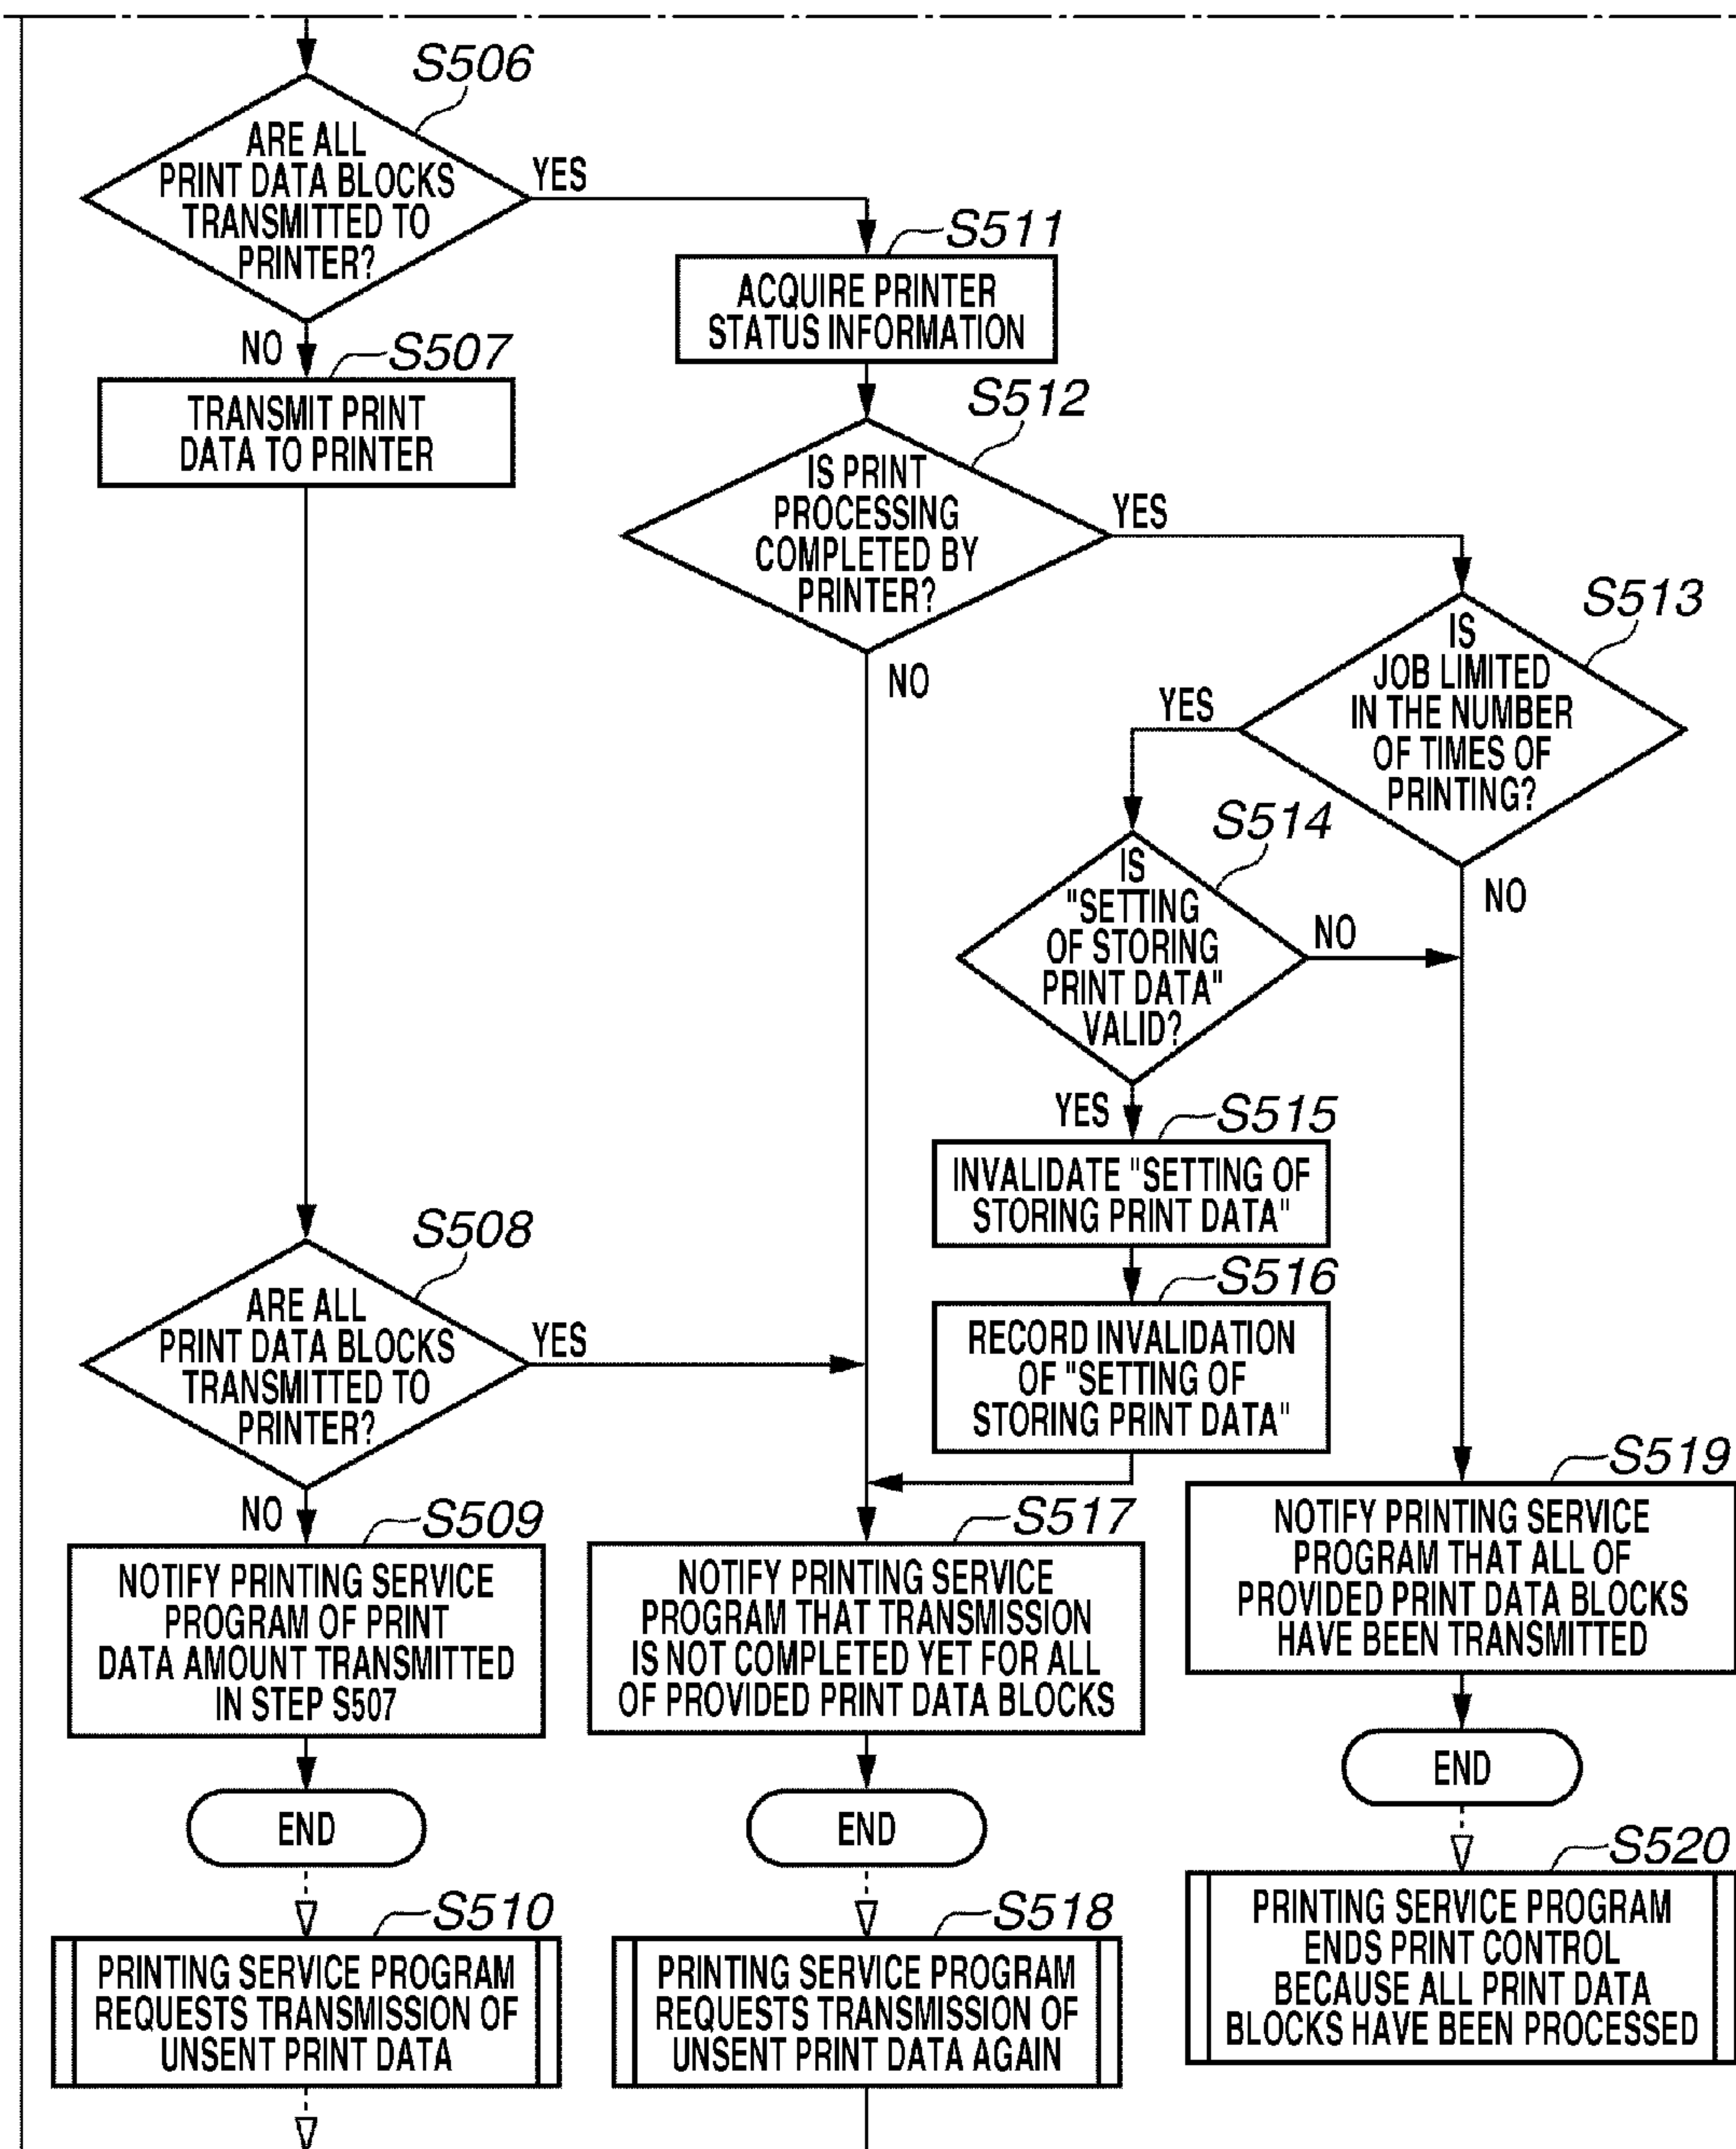 S506
ARE ALL
PRINT DATA BLOCKS
TRANSMITTED TO
PRINTER?
YES
NO
S511
ACQUIRE PRINTER
STATUS INFORMATION
S507
TRANSMIT PRINT
DATA TO PRINTER
S512
IS PRINT
PROCESSING
COMPLETED BY
PRINTER?
YES
NO
S513
IS
JOB LIMITED
IN THE NUMBER
OF TIMES OF
PRINTING?
YES
NO
S514
IS
"SETTING
OF STORING
PRINT DATA"
VALID?
NO
YES
S515
INVALIDATE "SETTING OF
STORING PRINT DATA"
S516
RECORD INVALIDATION
OF "SETTING OF
STORING PRINT DATA"
S508
ARE ALL
PRINT DATA BLOCKS
TRANSMITTED TO
PRINTER?
YES
NO
S509
NOTIFY PRINTING SERVICE
PROGRAM OF PRINT
DATA AMOUNT TRANSMITTED
IN STEP S507
END
S510
PRINTING SERVICE PROGRAM
REQUESTS TRANSMISSION OF
UNSENT PRINT DATA
S517
NOTIFY PRINTING SERVICE
PROGRAM THAT TRANSMISSION
IS NOT COMPLETED YET FOR ALL
OF PROVIDED PRINT DATA BLOCKS
END
S518
PRINTING SERVICE PROGRAM
REQUESTS TRANSMISSION OF
UNSENT PRINT DATA AGAIN
S519
NOTIFY PRINTING SERVICE
PROGRAM THAT ALL OF
PROVIDED PRINT DATA BLOCKS
HAVE BEEN TRANSMITTED
END
S520
PRINTING SERVICE PROGRAM
ENDS PRINT CONTROL
BECAUSE ALL PRINT DATA
BLOCKS HAVE BEEN PROCESSED